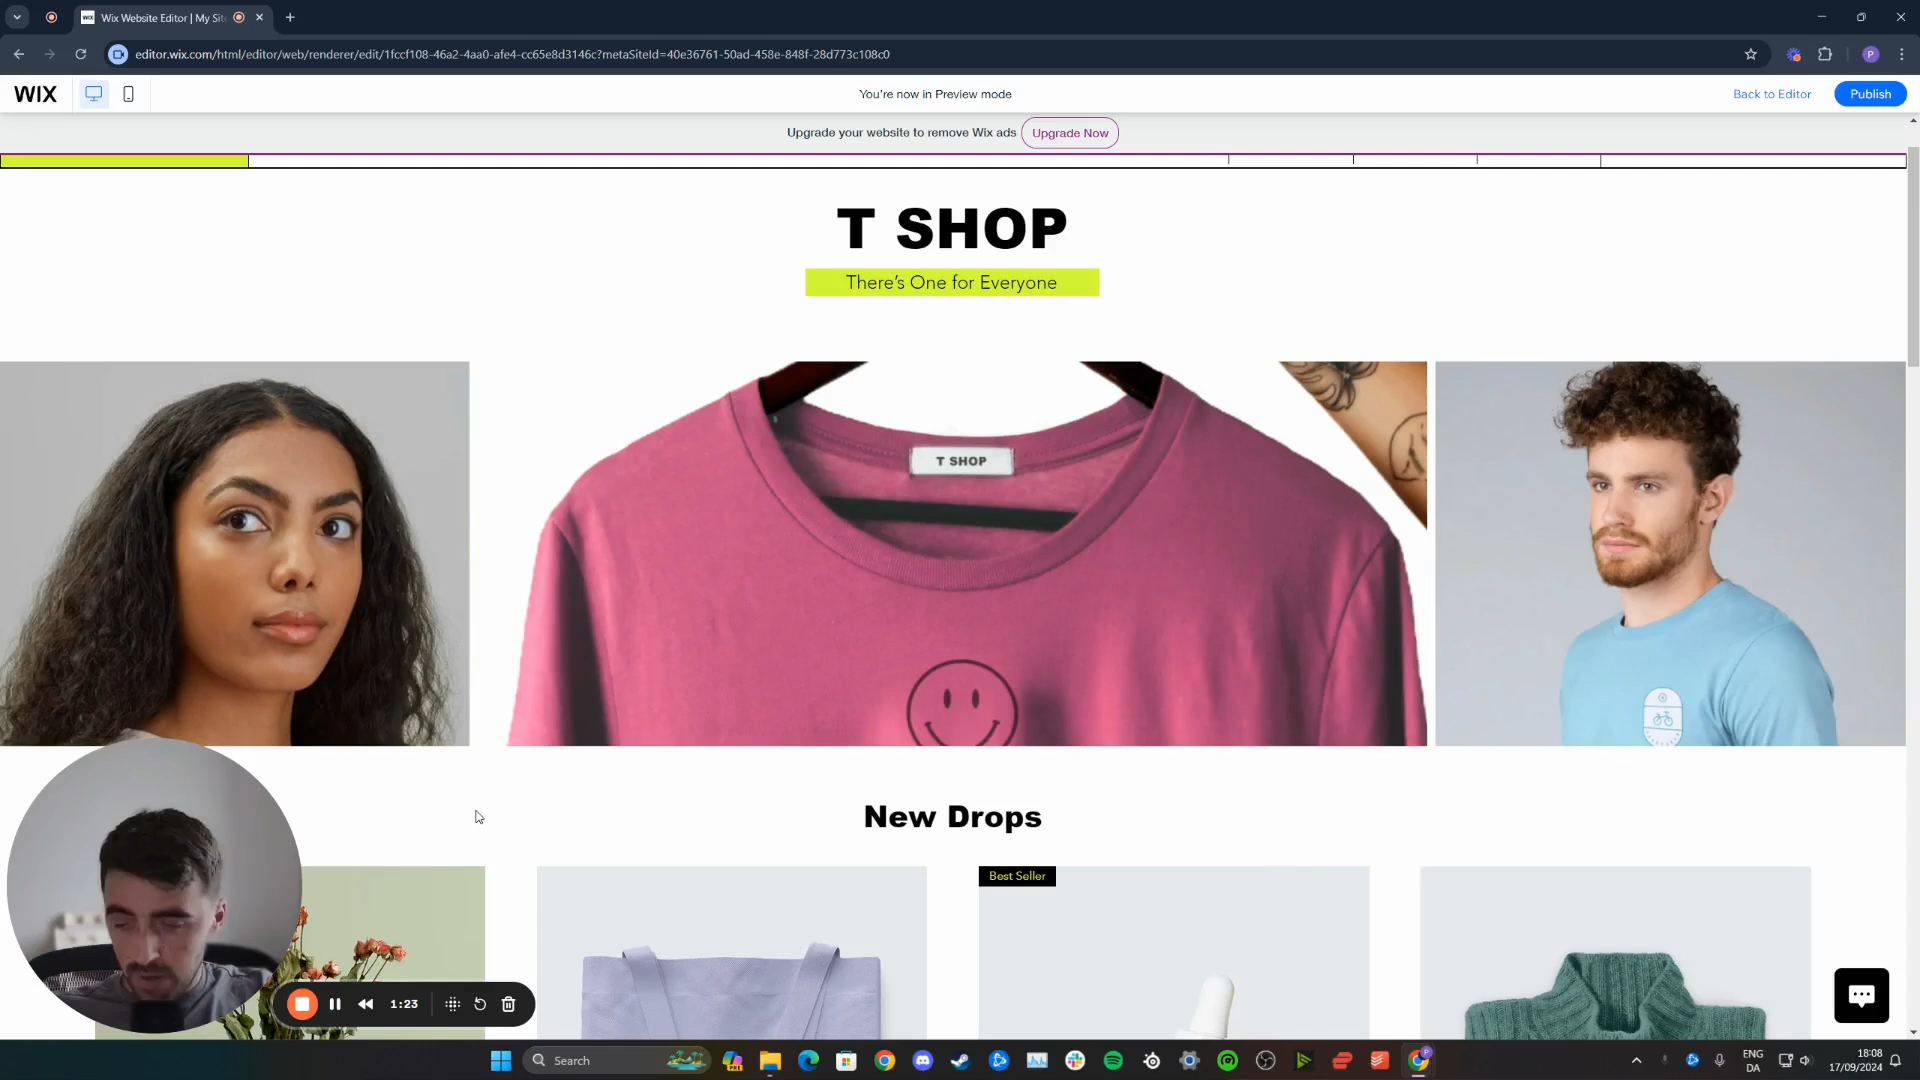 Wix Website Editor | My Sit
editor.wix.com/html/editor/web/renderer/edit/1fccf108-46a2-4aa0-afe4-cc65e8d3146c?metaSiteId=40e36761-50ad-458e-848f-28d773c108c0
P
WIX
You're now in Preview mode
Back to Editor
Publish
Upgrade your website to remove Wix ads
Upgrade Now
T SHOP
There's One for Everyone
T SHOP
New Drops
Best Seller
1:23
Search
ENG
DA
18:08
17/09/2024